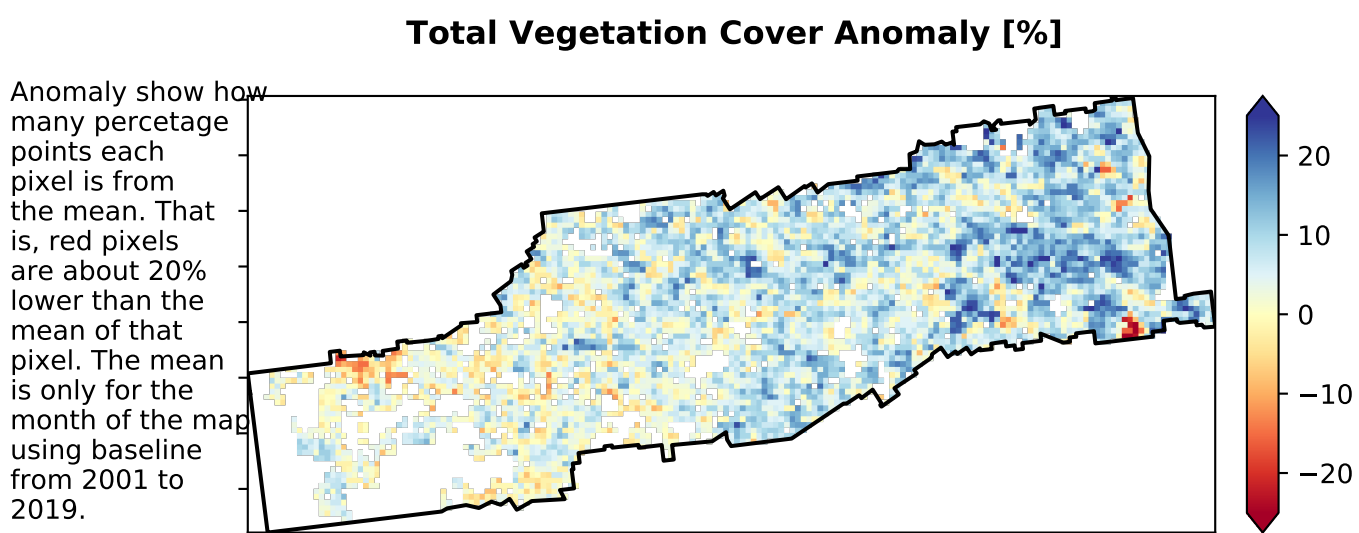 Total Vegetation Cover Anomaly [%]
Anomaly show how
many percetage
points each
pixel is from
the mean. That
is, red pixels
are about 20%
lower than the
mean of that
pixel. The mean
is only for the
month of the map
using baseline
from 2001 to
2019.
20
10
0
−10
−20